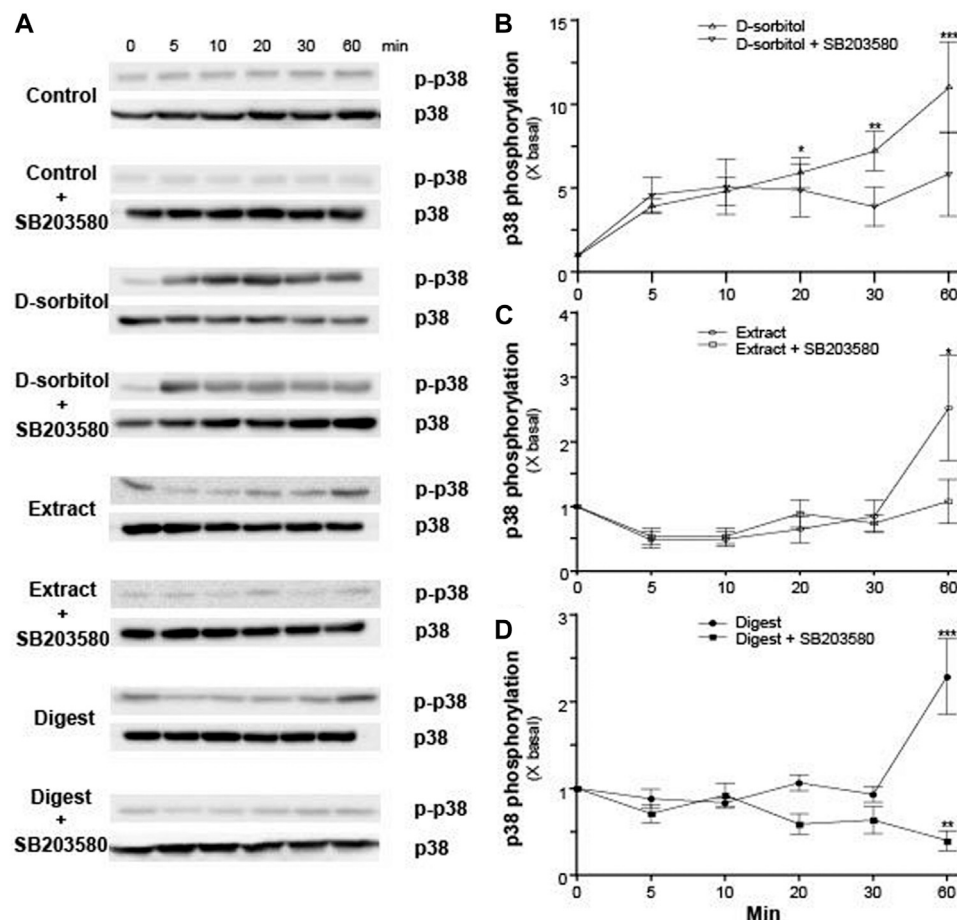 A
0 5 10 20 30 60 min
Control
p-p38
p38
Control
+
SB203580
p-p38
p38
D-sorbitol
p-p38
p38
D-sorbitol
+
SB203580
p-p38
p38
Extract
p-p38
p38
Extract
+
SB203580
p-p38
p38
Digest
p-p38
p38
Digest
+
SB203580
p-p38
p38
B
p38 phosphorylation
(X basal)
15
10
5
0
D-sorbitol
D-sorbitol + SB203580
*
**
***
0 5 10 20 30 60
C
p38 phosphorylation
(X basal)
4
3
2
1
0
Extract
Extract + SB203580
*
0 5 10 20 30 60
D
p38 phosphorylation
(X basal)
3
2
1
0
Digest
Digest + SB203580
***
**
0 5 10 20 30 60
Min